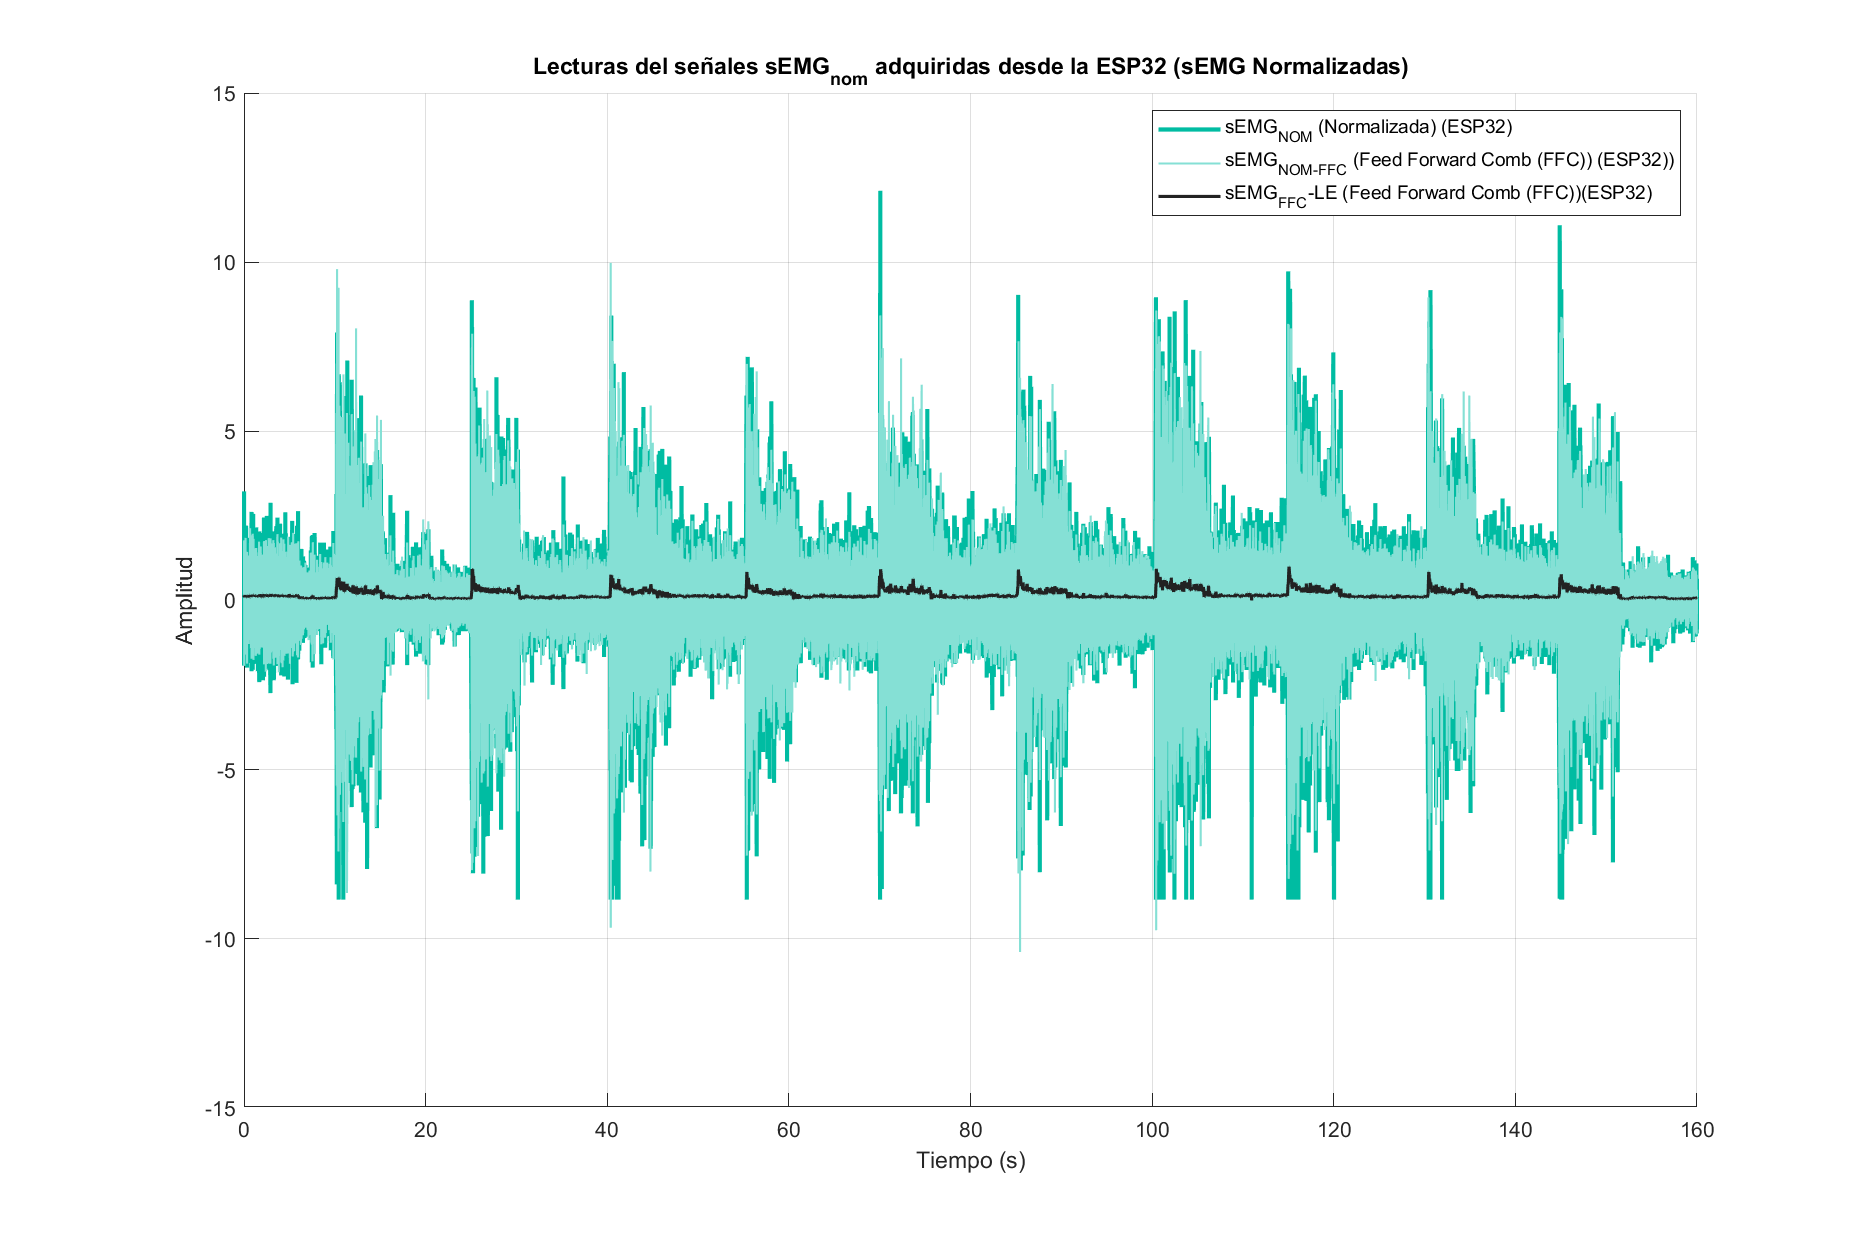 Lecturas del señales sEMGnom adquiridas desde la ESP32 (sEMG Normalizadas)
sEMGNOM (Normalizada) (ESP32)
sEMGNOM-FFC (Feed Forward Comb (FFC)) (ESP32))
sEMGFFC-LE (Feed Forward Comb (FFC))(ESP32)
Amplitud
15
10
5
0
-5
-10
-15
0 20 40 60 80 100 120 140 160
Tiempo (s)